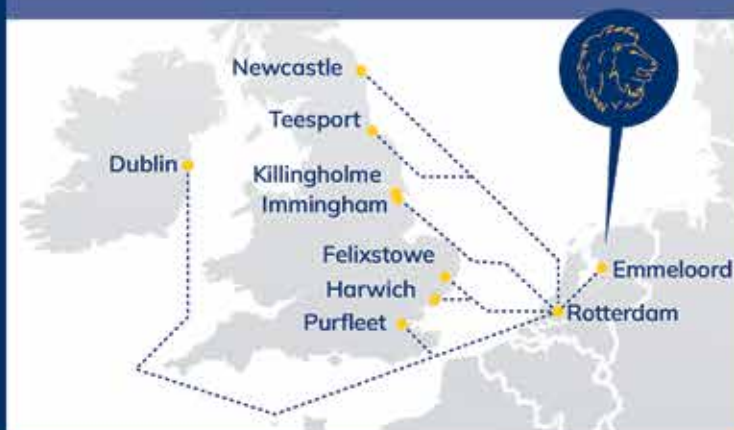 Newcastle
Teesport
Dublin
Killingholme
Immingham
Felixstowe
Harwich
Purfleet
Emmeloord
Rotterdam